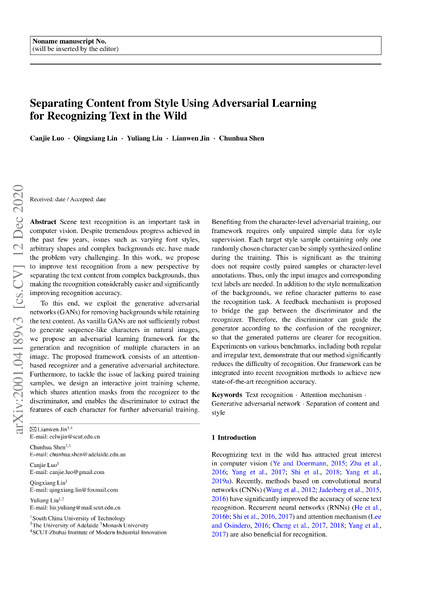 Noname manuscript No.
(will be inserted by the editor)
Separating Content from Style Using Adversarial Learning
for Recognizing Text in the Wild
Canjie Luo · Qingxiang Lin · Yuliang Liu · Lianwen Jin · Chunhua Shen
Received: date / Accepted: date
Abstract Scene text recognition is an important task in
computer vision. Despite tremendous progress achieved in
the past few years, issues such as varying font styles,
arbitrary shapes and complex backgrounds etc. have made
the problem very challenging. In this work, we propose
to improve text recognition from a new perspective by
separating the text content from complex backgrounds, thus
making the recognition considerably easier and significantly
improving recognition accuracy.
To this end, we exploit the generative adversarial
networks (GANs) for removing backgrounds while retaining
the text content. As vanilla GANs are not sufficiently robust
to generate sequence-like characters in natural images,
we propose an adversarial learning framework for the
generation and recognition of multiple characters in an
image. The proposed framework consists of an attention-
based recognizer and a generative adversarial architecture.
Furthermore, to tackle the issue of lacking paired training
samples, we design an interactive joint training scheme,
which shares attention masks from the recognizer to the
discriminator, and enables the discriminator to extract the
features of each character for further adversarial training.
Benefiting from the character-level adversarial training, our
framework requires only unpaired simple data for style
supervision. Each target style sample containing only one
randomly chosen character can be simply synthesized online
during the training. This is significant as the training
does not require costly paired samples or character-level
annotations. Thus, only the input images and corresponding
text labels are needed. In addition to the style normalization
of the backgrounds, we refine character patterns to ease
the recognition task. A feedback mechanism is proposed
to bridge the gap between the discriminator and the
recognizer. Therefore, the discriminator can guide the
generator according to the confusion of the recognizer,
so that the generated patterns are clearer for recognition.
Experiments on various benchmarks, including both regular
and irregular text, demonstrate that our method significantly
reduces the difficulty of recognition. Our framework can be
integrated into recent recognition methods to achieve new
state-of-the-art recognition accuracy.
Keywords Text recognition · Attention mechanism ·
Generative adversarial network · Separation of content and
style
1 Introduction
Recognizing text in the wild has attracted great interest
in computer vision (Ye and Doermann, 2015; Zhu et al.,
2016; Yang et al., 2017; Shi et al., 2018; Yang et al.,
2019a). Recently, methods based on convolutional neural
networks (CNNs) (Wang et al., 2012; Jaderberg et al., 2015,
2016) have significantly improved the accuracy of scene text
recognition. Recurrent neural networks (RNNs) (He et al.,
2016b; Shi et al., 2016, 2017) and attention mechanism (Lee
and Osindero, 2016; Cheng et al., 2017, 2018; Yang et al.,
2017) are also beneficial for recognition.
Lianwen Jin
E-mail: eelwjin@scut.edu.cn
Chunhua Shen
E-mail: chunhua.shen@adelaide.edu.au
Canjie Luo
E-mail: canjie.luo@gmail.com
Qingxiang Lin
E-mail: qingxiang.lin@foxmail.com
Yuliang Liu
E-mail: liu.yuliang@mail.scut.edu.cn
1South China University of Technology
2The University of Adelaide 3Monash University
4SCUT-Zhuhai Institute of Modern Industrial Innovation
arXiv:2001.04189v3 [cs.CV] 12 Dec 2020